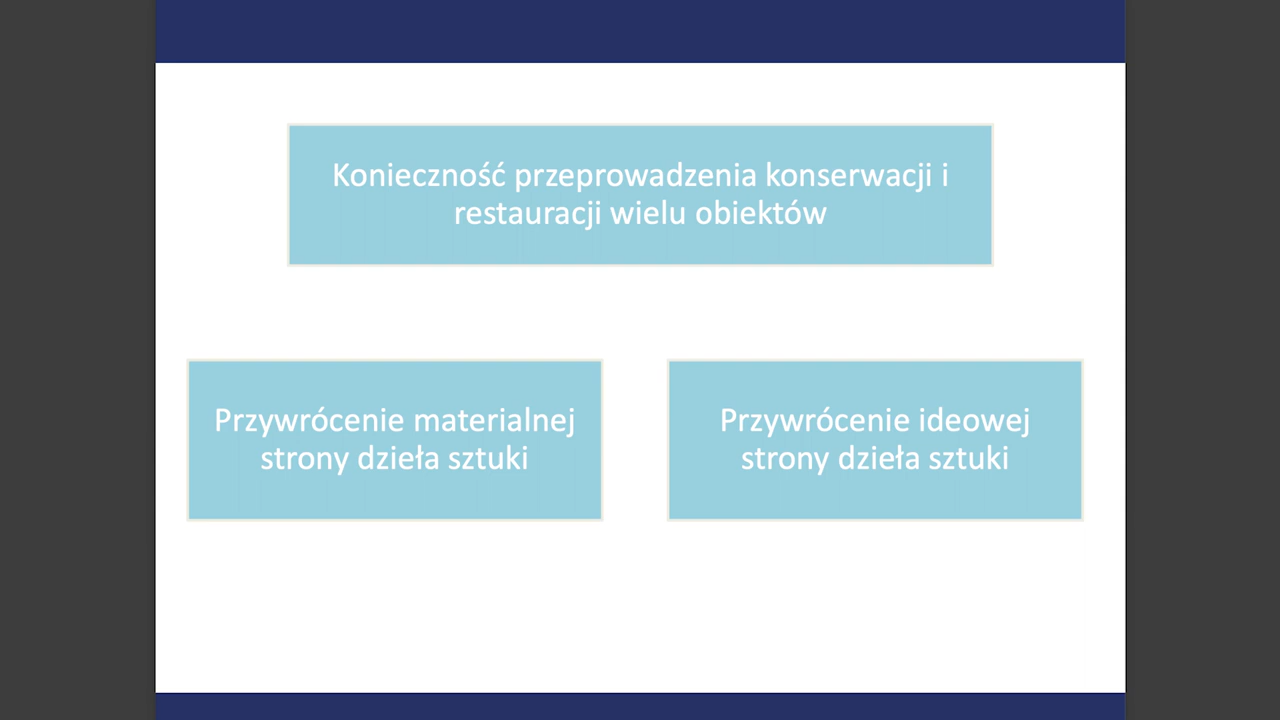 Konieczność przeprowadzenia konserwacji i
restauracji wielu obiektów
Przywrócenie materialnej
strony dzieła sztuki
Przywrócenie ideowej
strony dzieła sztuki